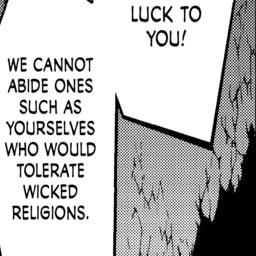 LUCK TO
YOU!
WE CANNOT
ABIDE ONES
SUCH AS
YOURSELVES
WHO WOULD
TOLERATE
WICKED
RELIGIONS.